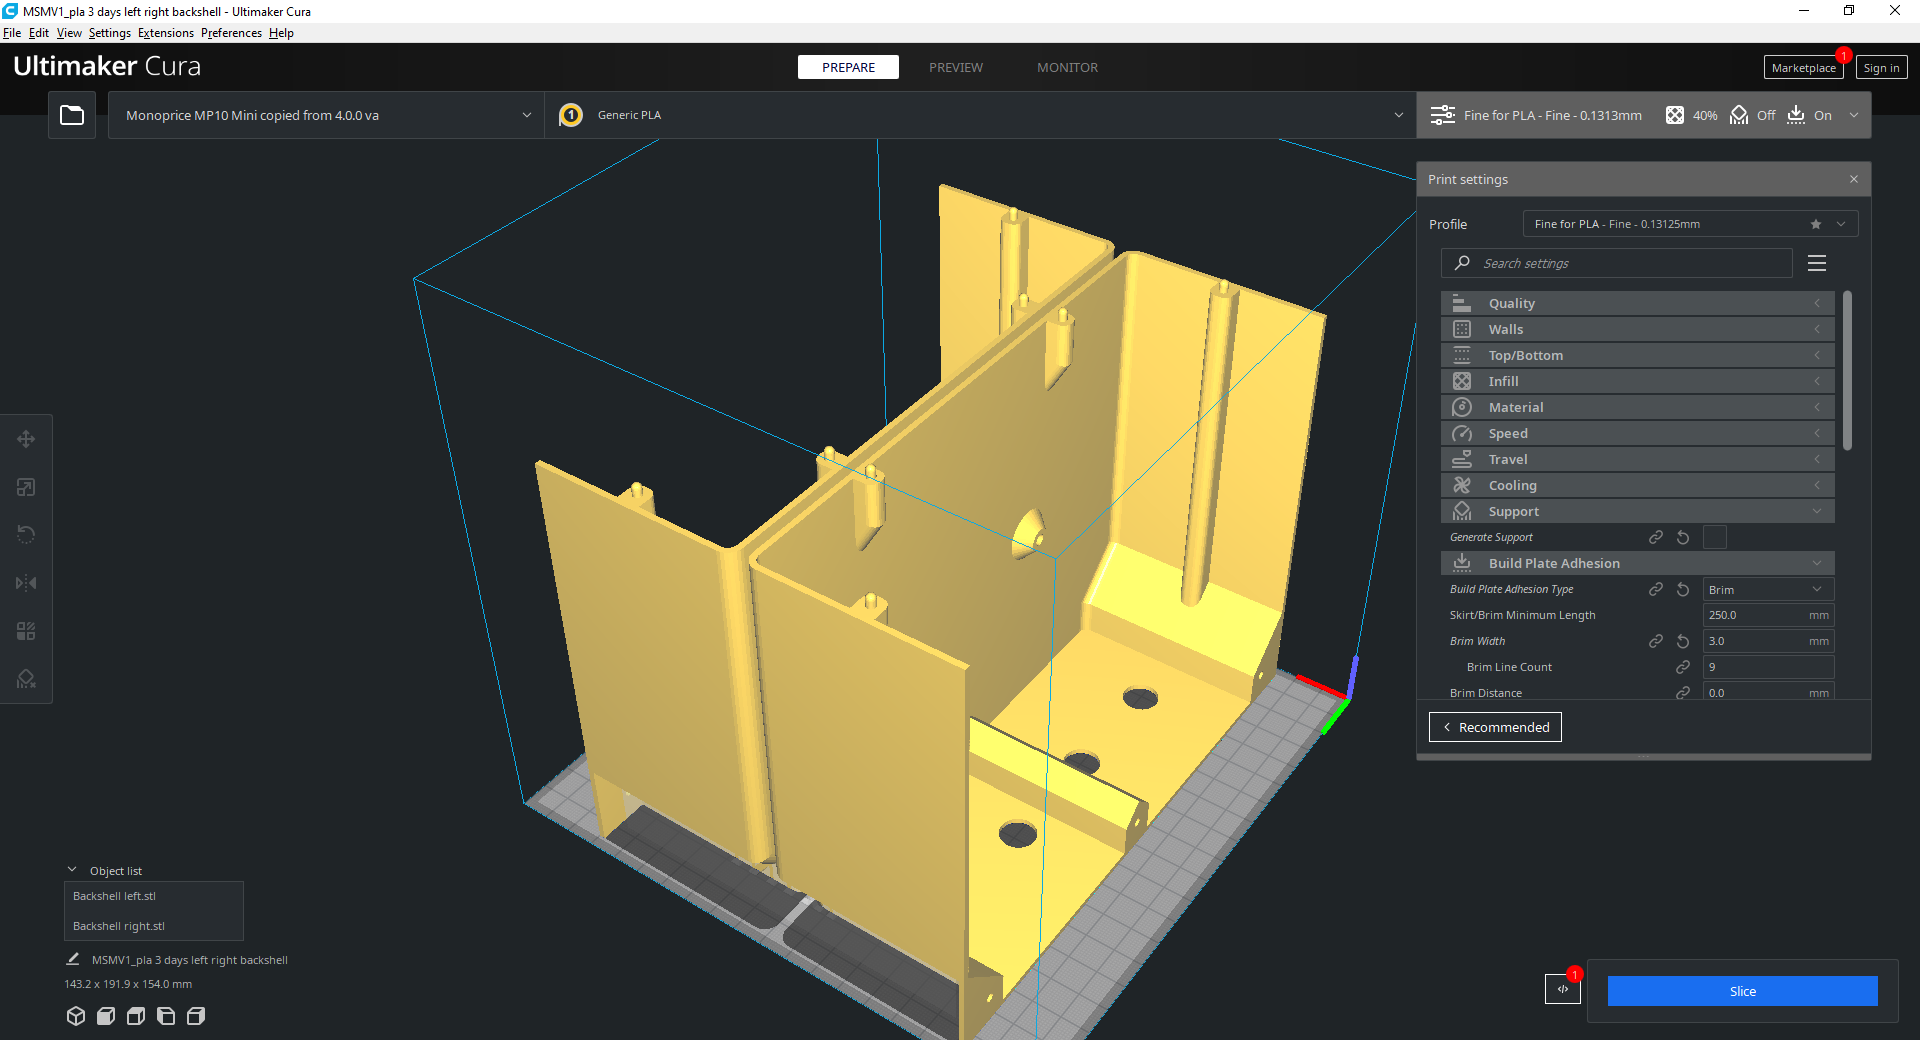 MSMV1_pla 3 days left right backshell - Ultimaker Cura
File Edit View Settings Extensions Preferences Help
Ultimaker Cura
PREPARE PREVIEW MONITOR
Marketplace 1 Sign in
Monoprice MP10 Mini copied from 4.0.0 va
1 Generic PLA
Fine for PLA - Fine - 0.1313mm 40% Off On
Print settings
Profile Fine for PLA - Fine - 0.13125mm
Search settings
Quality
Walls
Top/Bottom
Infill
Material
Speed
Travel
Cooling
Support
Generate Support
Build Plate Adhesion
Build Plate Adhesion Type Brim
Skirt/Brim Minimum Length 250.0 mm
Brim Width 3.0 mm
Brim Line Count 9
Brim Distance 0.0 mm
Recommended
Object list
Backshell left.stl
Backshell right.stl
MSMV1_pla 3 days left right backshell
143.2 x 191.9 x 154.0 mm
</> 1
Slice